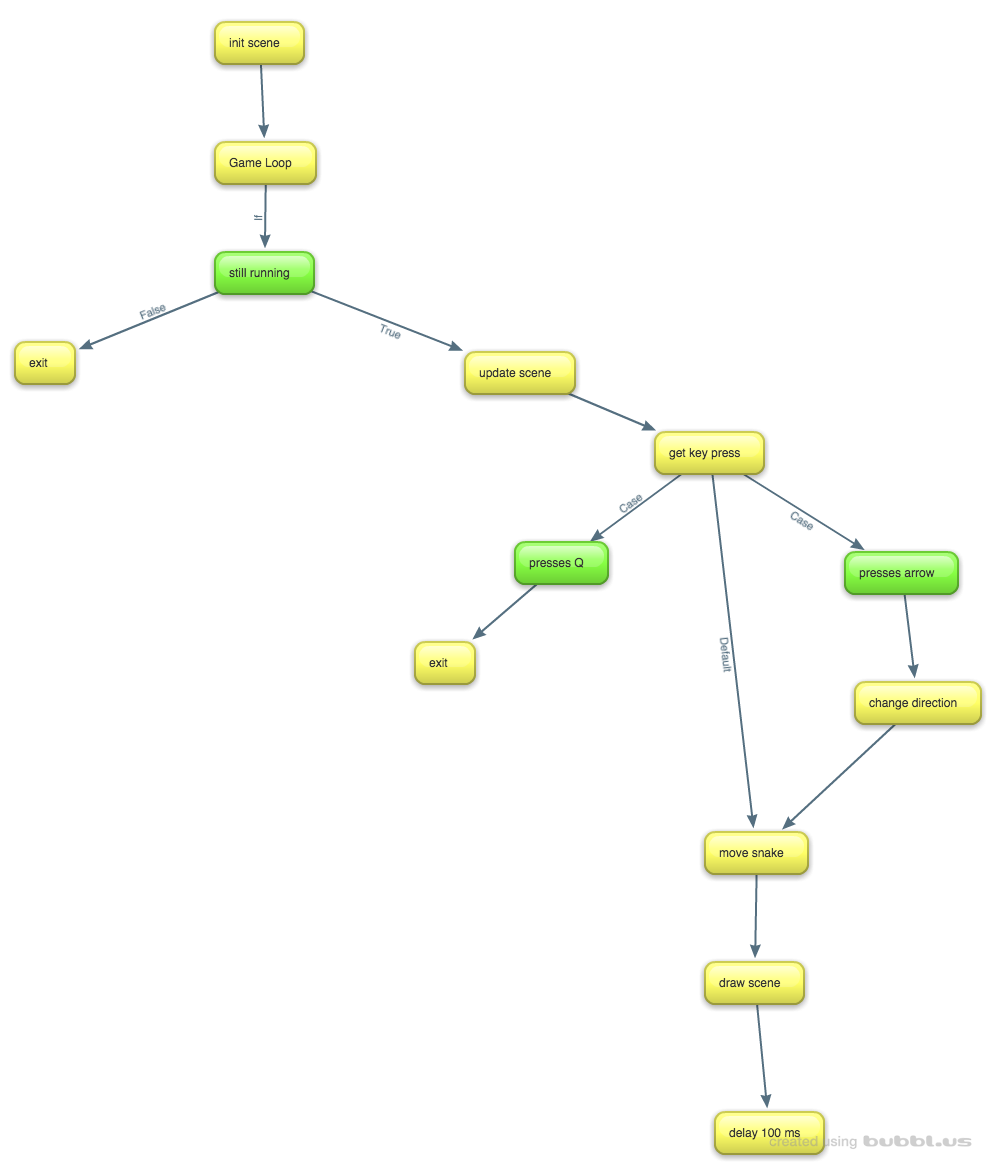 init scene
Game Loop
If
still running
False
True
exit
update scene
get key press
Case
Case
presses Q
presses arrow
exit
Default
change direction
move snake
draw scene
delay 100 ms
created using bubbl.us